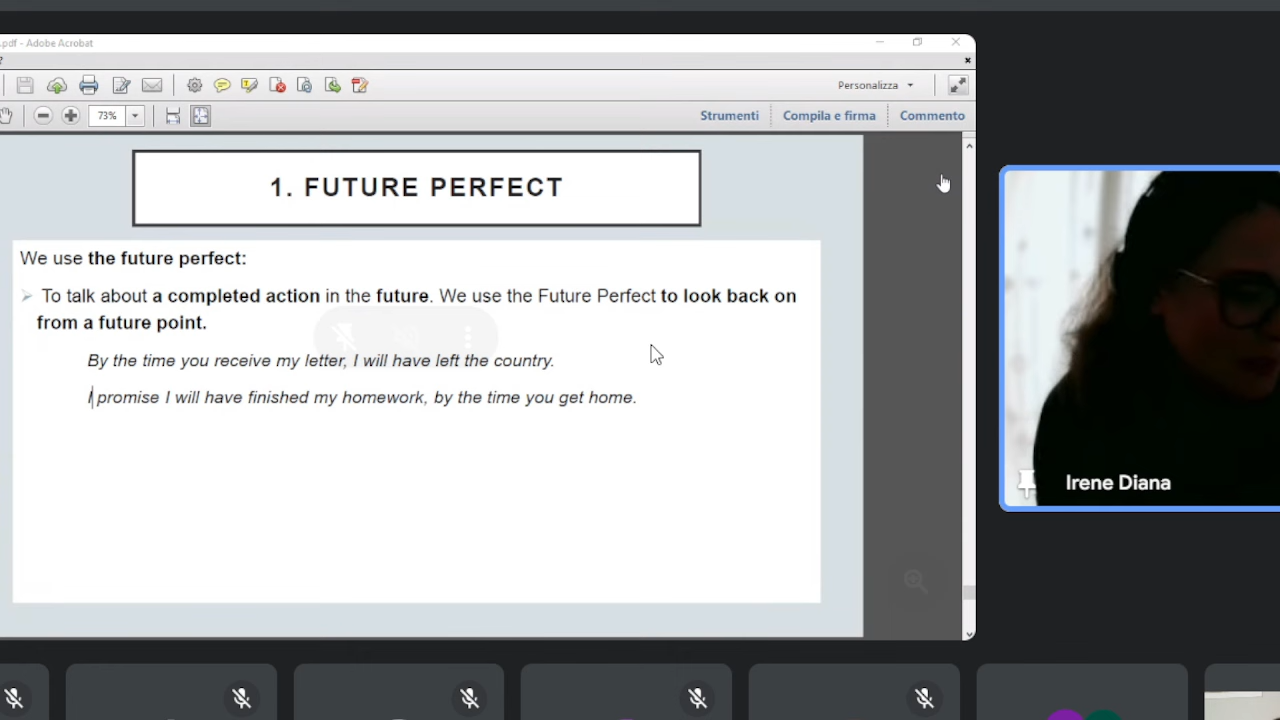 .pdf - Adobe Acrobat
?
Personalizza
73%
Strumenti
Compila e firma
Commento
1. FUTURE PERFECT
We use the future perfect:
To talk about a completed action in the future. We use the Future Perfect to look back on
from a future point.
By the time you receive my letter, I will have left the country.
I promise I will have finished my homework, by the time you get home.
Irene Diana